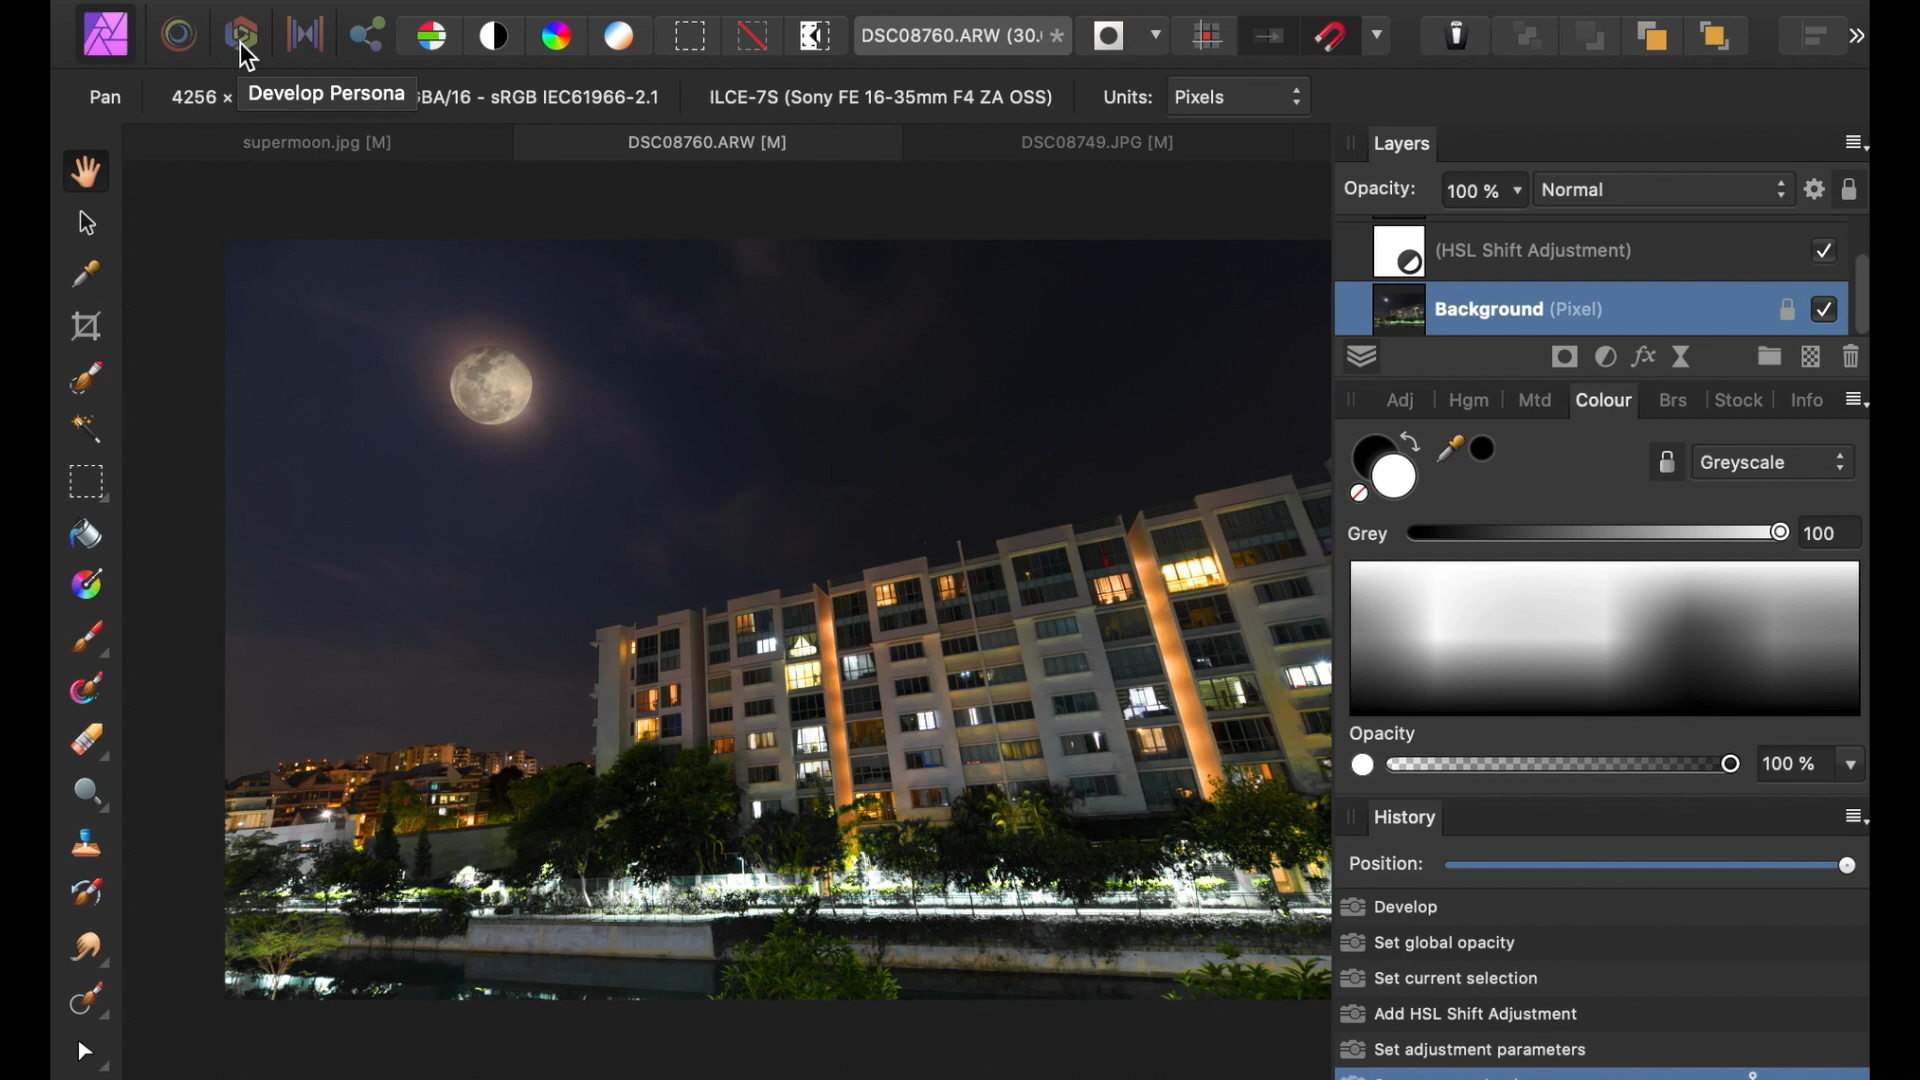 DSC08760.ARW (30.( *
Pan
4256 ×
Develop Persona
GBA/16 - sRGB IEC61966-2.1
ILCE-7S (Sony FE 16-35mm F4 ZA OSS)
Units:
Pixels
supermoon.jpg [M]
DSC08760.ARW [M]
DSC08749.JPG [M]
Layers
Opacity:
100 %
Normal
(HSL Shift Adjustment)
Background (Pixel)
fx
Adj
Hgm
Mtd
Colour
Brs
Stock
Info
Greyscale
Grey
100
Opacity
100 %
History
Position:
Develop
Set global opacity
Set current selection
Add HSL Shift Adjustment
Set adjustment parameters